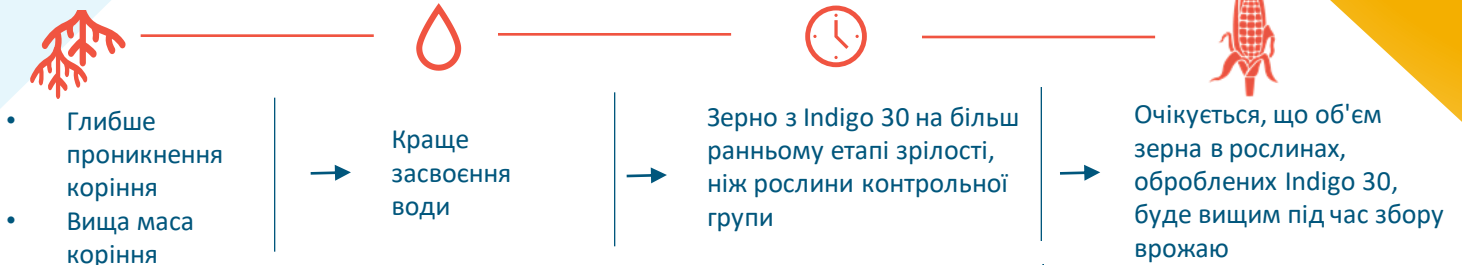 • Глибше
проникнення
коріння
• Вища маса
коріння
Краще
засвоєння
води
Зерно з Indigo 30 на більш
ранньому етапі зрілості,
ніж рослини контрольної
групи
Очікується, що об'єм
зерна в рослинах,
оброблених Indigo 30,
буде вищим під час збору
врожаю